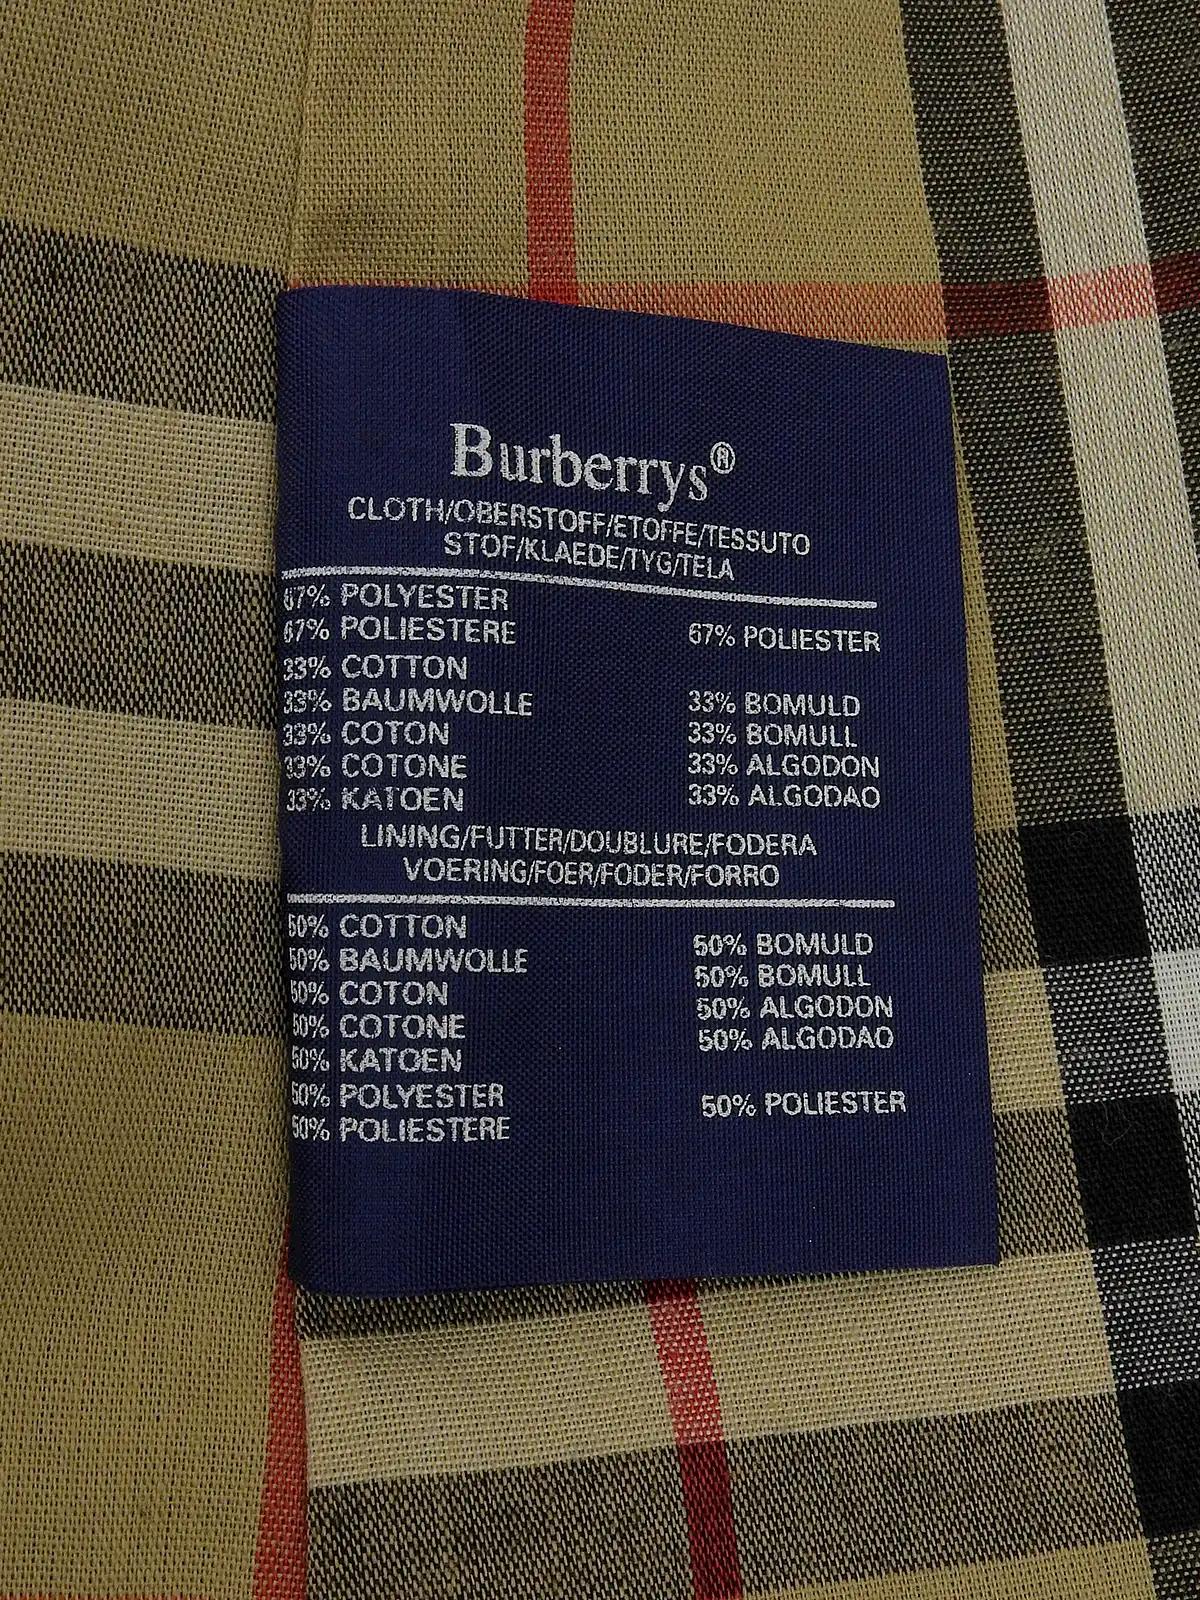 Burberrys®
CLOTH/OBERSTOFF/ETOFFE/TESSUTO
STOF/KLAEDE/TYG/TELA
67% POLYESTER
67% POLIESTERE 67% POLIESTER
33% COTTON
33% BAUMWOLLE 33% BOMULD
33% COTON 33% BOMULL
33% COTONE 33% ALGODON
33% KATOEN 33% ALGODAO
LINING/FUTTER/DOUBLURE/FODERA
VOERING/FOER/FODER/FORRO
50% COTTON
50% BAUMWOLLE 50% BOMULD
50% COTON 50% BOMULL
50% COTONE 50% ALGODON
50% KATOEN 50% ALGODAO
50% POLYESTER
50% POLIESTERE 50% POLIESTER